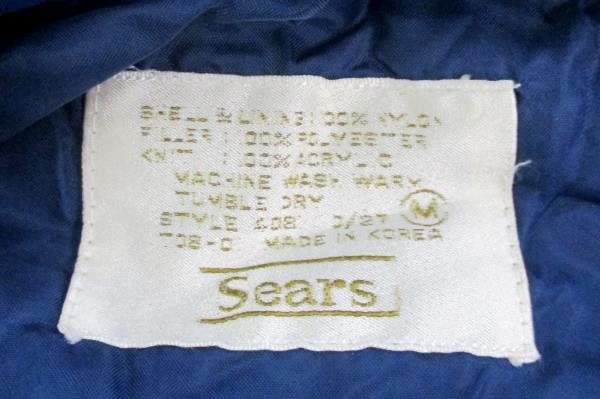 SHELL & LINING: 100% NYLON
FILLER : 100% POLYESTER
KNIT : 100% ACRYLIC
MACHINE WASH WARM
TUMBLE DRY
STYLE M
MADE IN KOREA
Sears